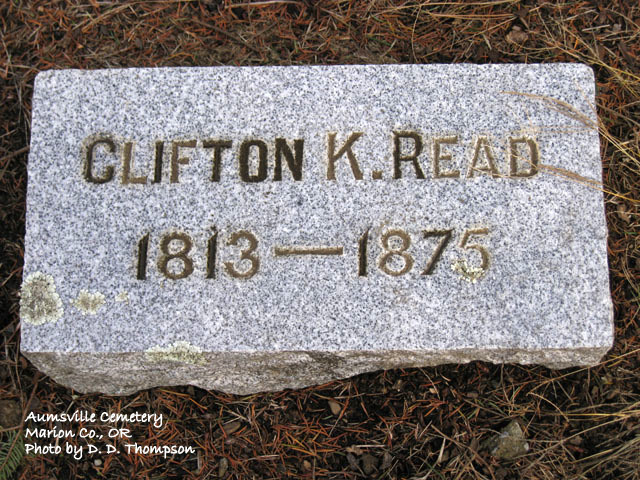 CLIFTON K. READ
1813—1875
Aumsville Cemetery
Marion Co., OR
Photo by D. D. Thompson